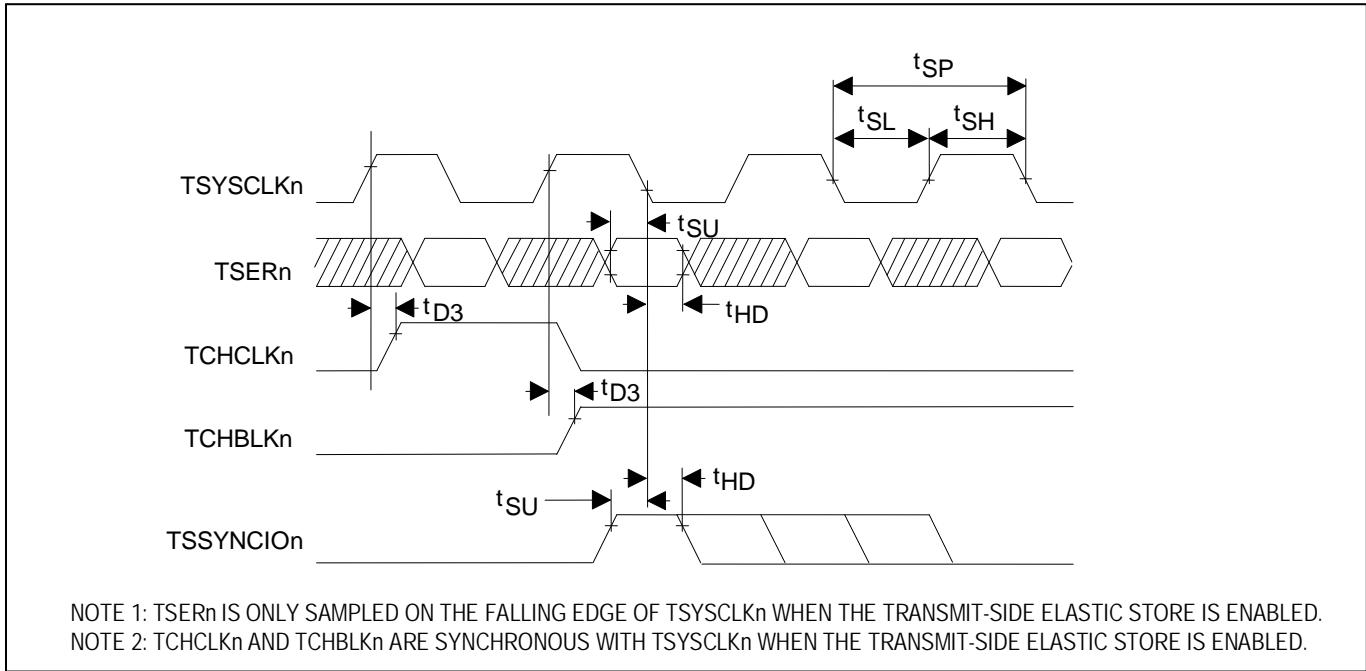 tSP
tSL tSH
TSYSCLKn
tSU
TSERn
tD3 tHD
TCHCLKn
tD3
TCHBLKn
tSU tHD
TSSYNCIOn
NOTE 1: TSERn IS ONLY SAMPLED ON THE FALLING EDGE OF TSYSCLKn WHEN THE TRANSMIT-SIDE ELASTIC STORE IS ENABLED.
NOTE 2: TCHCLKn AND TCHBLKn ARE SYNCHRONOUS WITH TSYSCLKn WHEN THE TRANSMIT-SIDE ELASTIC STORE IS ENABLED.